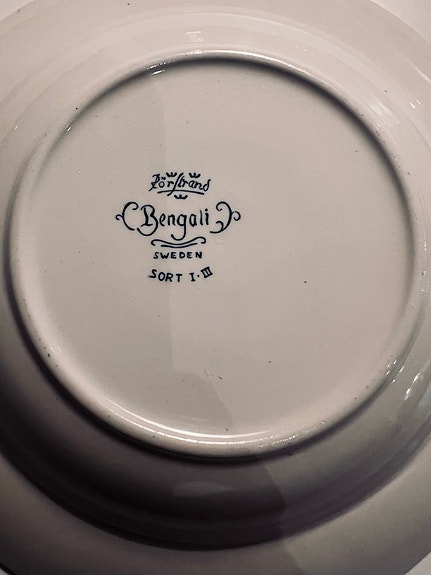 Rörstrand
Bengali
SWEDEN
SORT I-III